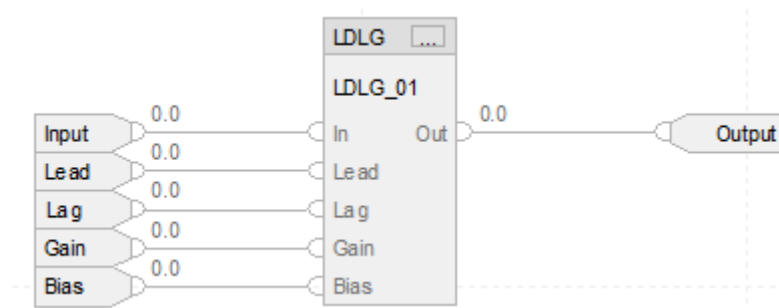 LDLG ...
LDLG_01
0.0 0.0
Input In Out Output
0.0
Lead Lead
0.0
Lag Lag
0.0
Gain Gain
0.0
Bias Bias